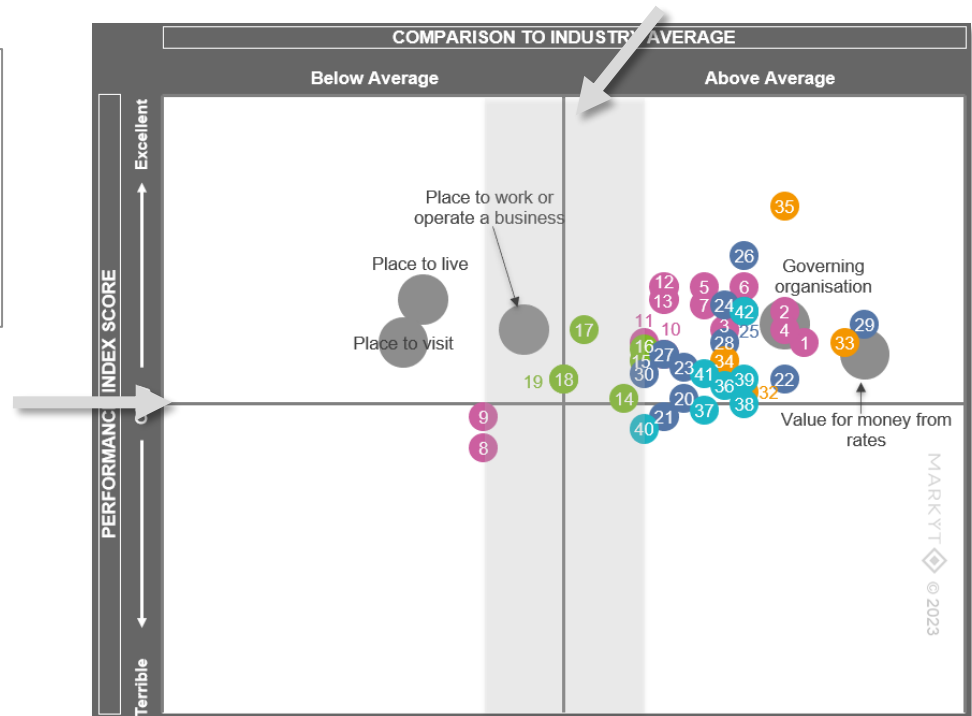 COMPARISON TO INDUSTRY AVERAGE
Below Average
Above Average
PERFORMANCE INDEX SCORE
Excellent
Terrible
Place to work or
operate a business
Place to live
Place to visit
Governing
organisation
Value for money from
rates
35
26
12
5
6
13
7
24
42
2
17
11
10
3
25
4
29
16
28
1
33
15
27
15
34
30
23
41
32
19
18
36
39
22
14
20
38
9
21
37
40
8
MARKYT © 2023